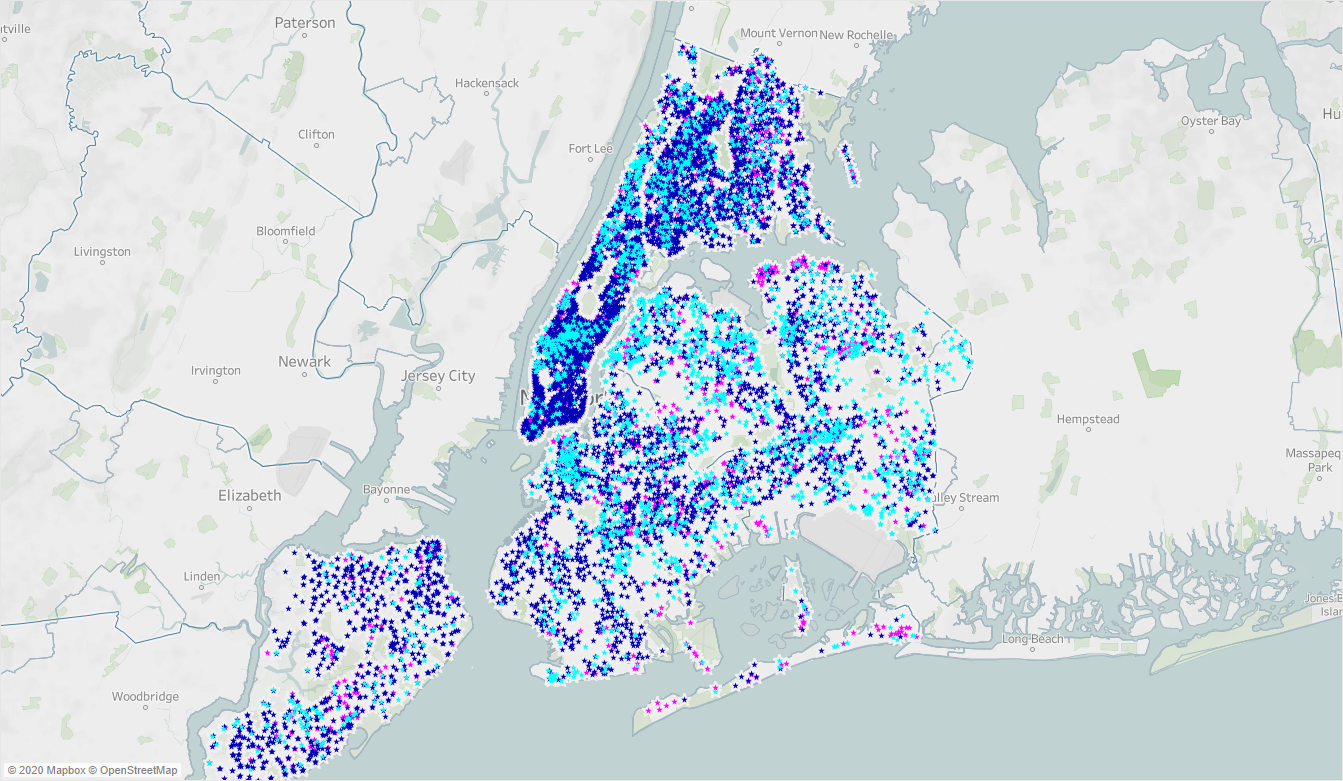 Paterson
Mount Vernon
New Rochelle
Hackensack
Oyster Bay
Clifton
Fort Lee
Bloomfield
Livingston
Newark
Irvington
Jersey City
Hempstead
Elizabeth
Bayonne
Massapeq
Park
Linden
Long Beach
Woodbridge
© 2020 Mapbox © OpenStreetMap